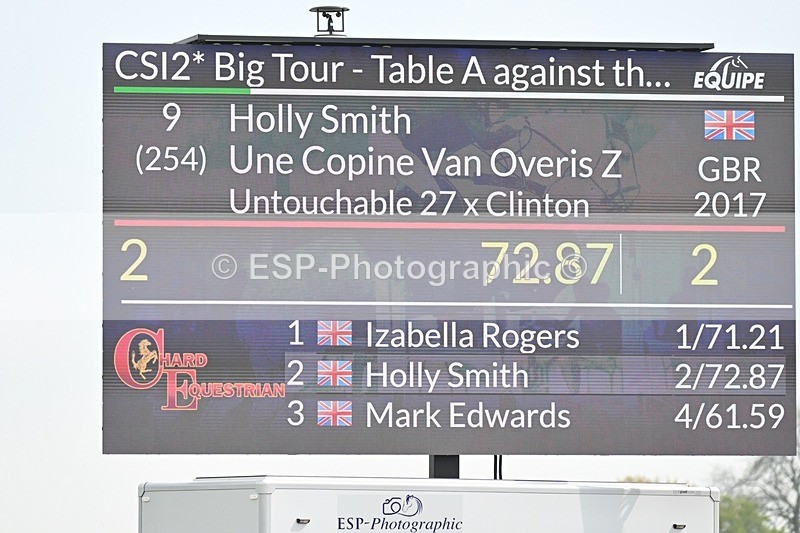 CSI2* Big Tour - Table A against th...
EQUIPE
9 Holly Smith
(254) Une Copine Van Overis Z GBR
Untouchable 27 x Clinton 2017
2 72.87 2
© ESP-Photographic ©
CHARD EQUESTRIAN
1 Izabella Rogers 1/71.21
2 Holly Smith 2/72.87
3 Mark Edwards 4/61.59
ESP-Photographic